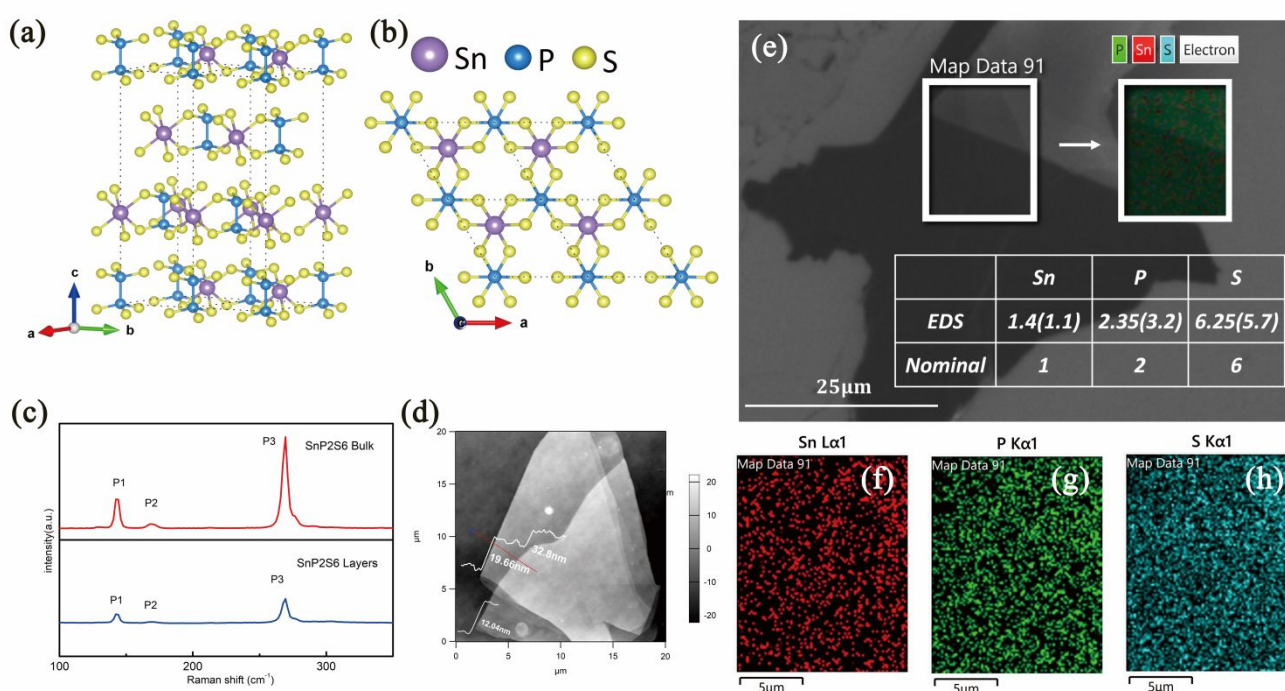 (a)
c
a
b
(b)
Sn
P
S
b
a
(c)
SnP2S6 Bulk
P1
P2
P3
SnP2S6 Layers
P1
P2
P3
intensity(a.u.)
100
200
300
Raman shift (cm⁻¹)
(d)
20
15
10
5
0
µm
32.8nm
19.66nm
12.04nm
0
5
10
15
20
µm
m
20
10
0
-10
-20
(e)
P Sn S Electron
Map Data 91
Sn P S
EDS 1.4(1.1) 2.35(3.2) 6.25(5.7)
Nominal 1 2 6
25µm
Sn Lα1
Map Data 91
(f)
5µm
P Kα1
Map Data 91
(g)
5µm
S Kα1
Map Data 91
(h)
5µm